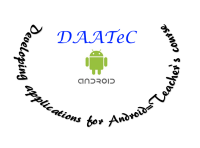 DAATeC
ANDROID
Developing applications for Android-Teacher's course